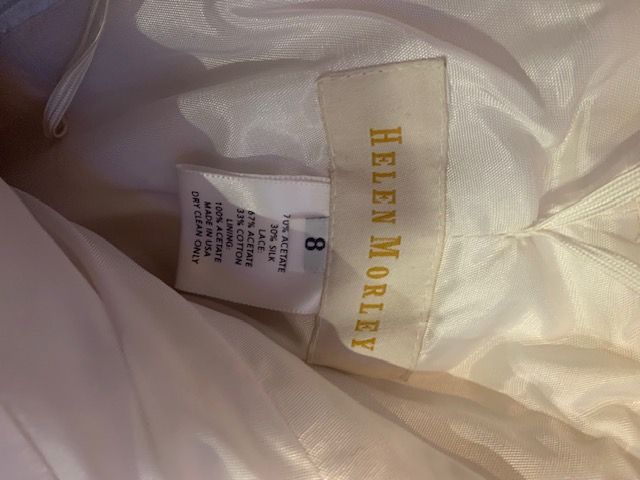 HELEN MORLEY
8
70% ACETATE
30% SILK
LACE:
67% ACETATE
33% COTTON
LINING:
100% ACETATE
MADE IN USA
DRY CLEAN ONLY